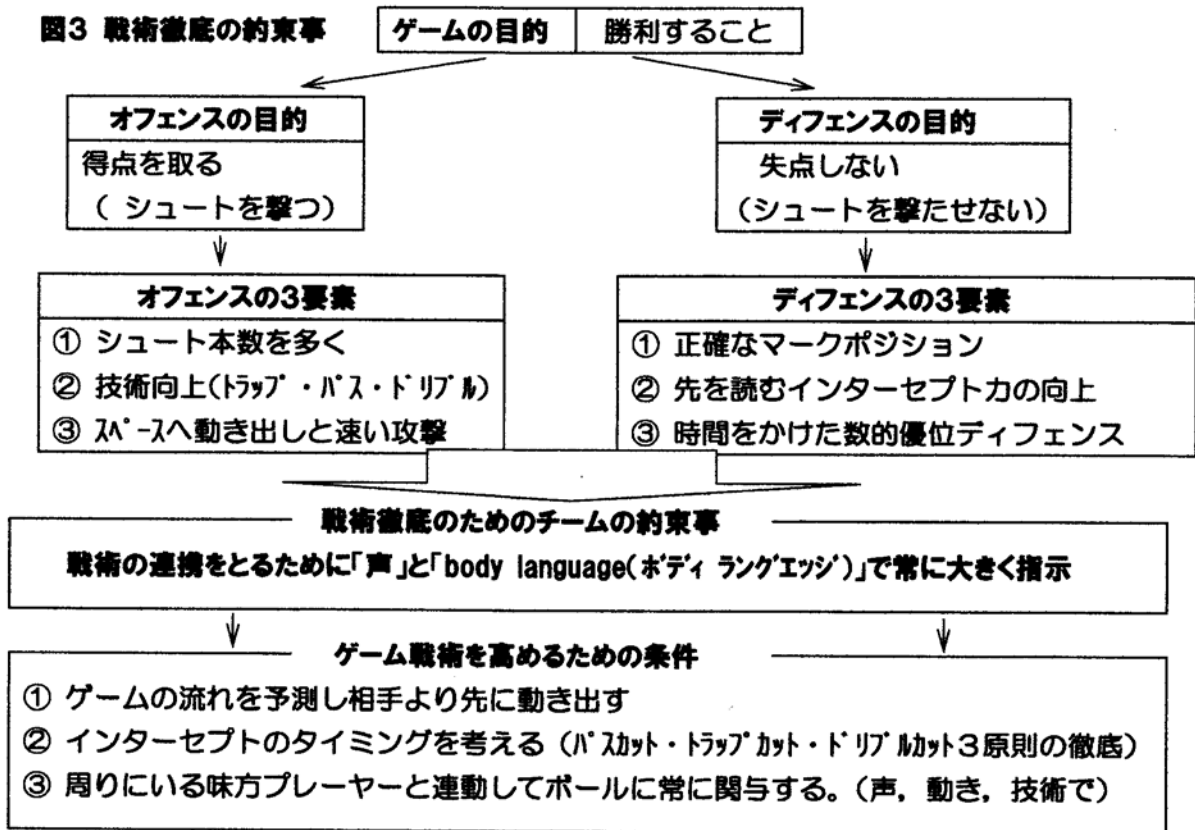 図3 戦術徹底の約束事
ゲームの目的 勝利すること
オフェンスの目的
得点を取る
( シュートを撃つ)
ディフェンスの目的
失点しない
(シュートを撃たせない)
オフェンスの3要素
① シュート本数を多く
② 技術向上(ﾄﾗｯﾌﾟ・ﾊﾟｽ・ﾄﾞﾘﾌﾞﾙ)
③ ｽﾍﾟｰｽへ動き出しと速い攻撃
ディフェンスの3要素
① 正確なマークポジション
② 先を読むインターセプト力の向上
③ 時間をかけた数的優位ディフェンス
戦術徹底のためのチームの約束事
戦術の連携をとるために「声」と「body language(ﾎﾞﾃﾞｨ ﾗﾝｸﾞｴｯｼﾞ)」で常に大きく指示
ゲーム戦術を高めるための条件
① ゲームの流れを予測し相手より先に動き出す
② インターセプトのタイミングを考える (ﾊﾟｽｶｯﾄ・ﾄﾗｯﾌﾟｶｯﾄ・ﾄﾞﾘﾌﾞﾙｶｯﾄ3原則の徹底)
③ 周りにいる味方プレーヤーと連動してボールに常に関与する。(声, 動き, 技術で)